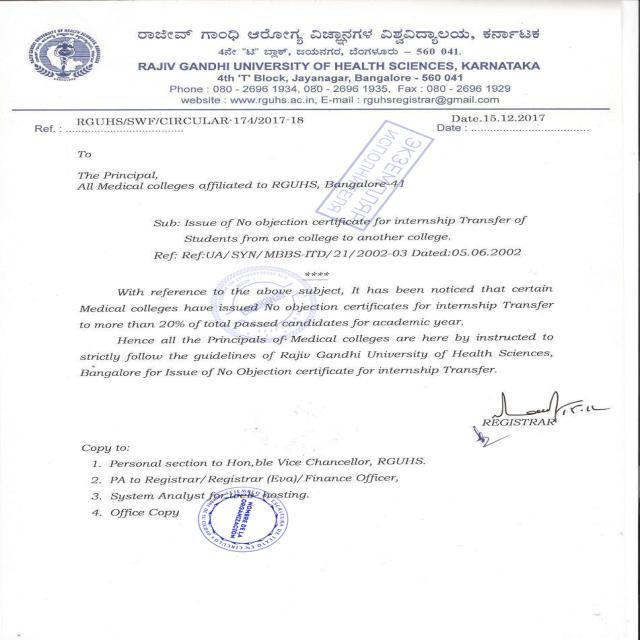 ರಾಜೀವ್ ಗಾಂಧಿ ಆರೋಗ್ಯ ವಿಜ್ಞಾನಗಳ ವಿಶ್ವವಿದ್ಯಾಲಯ, ಕರ್ನಾಟಕ
4ನೇ "ಟಿ" ಬ್ಲಾಕ್, ಜಯನಗರ, ಬೆಂಗಳೂರು – 560 041.
RAJIV GANDHI UNIVERSITY OF HEALTH SCIENCES, KARNATAKA
4th 'T' Block, Jayanagar, Bangalore - 560 041
Phone : 080 - 2696 1934, 080 - 2696 1935, Fax : 080 - 2696 1929
website : www.rguhs.ac.in, E-mail : rguhsregistrar@gmail.com
RGUHS/SWF/CIRCULAR-174/2017-18 Date.15.12.2017
Ref. : Date :
ЭКЗЕМПЛЯР
ИСПОЛНИТЕЛЯ
To
The Principal,
All Medical colleges affiliated to RGUHS, Bangalore-41
Sub: Issue of No objection certificate for internship Transfer of
Students from one college to another college.
Ref: Ref:UA/SYN/MBBS-ITD/21/2002-03 Dated:05.06.2002
****
With reference to the above subject, It has been noticed that certain
Medical colleges have issued No objection certificates for internship Transfer
to more than 20% of total passed candidates for academic year.
Hence all the Principals of Medical colleges are here by instructed to
strictly follow the guidelines of Rajiv Gandhi University of Health Sciences,
Bangalore for Issue of No Objection certificate for internship Transfer.
REGISTRAR
Copy to:
1. Personal section to Hon,ble Vice Chancellor, RGUHS.
2. PA to Registrar/Registrar (Eva)/Finance Officer,
3. System Analyst for hosting.
4. Office Copy
NOMBRE DE LA
ORGANIZACION